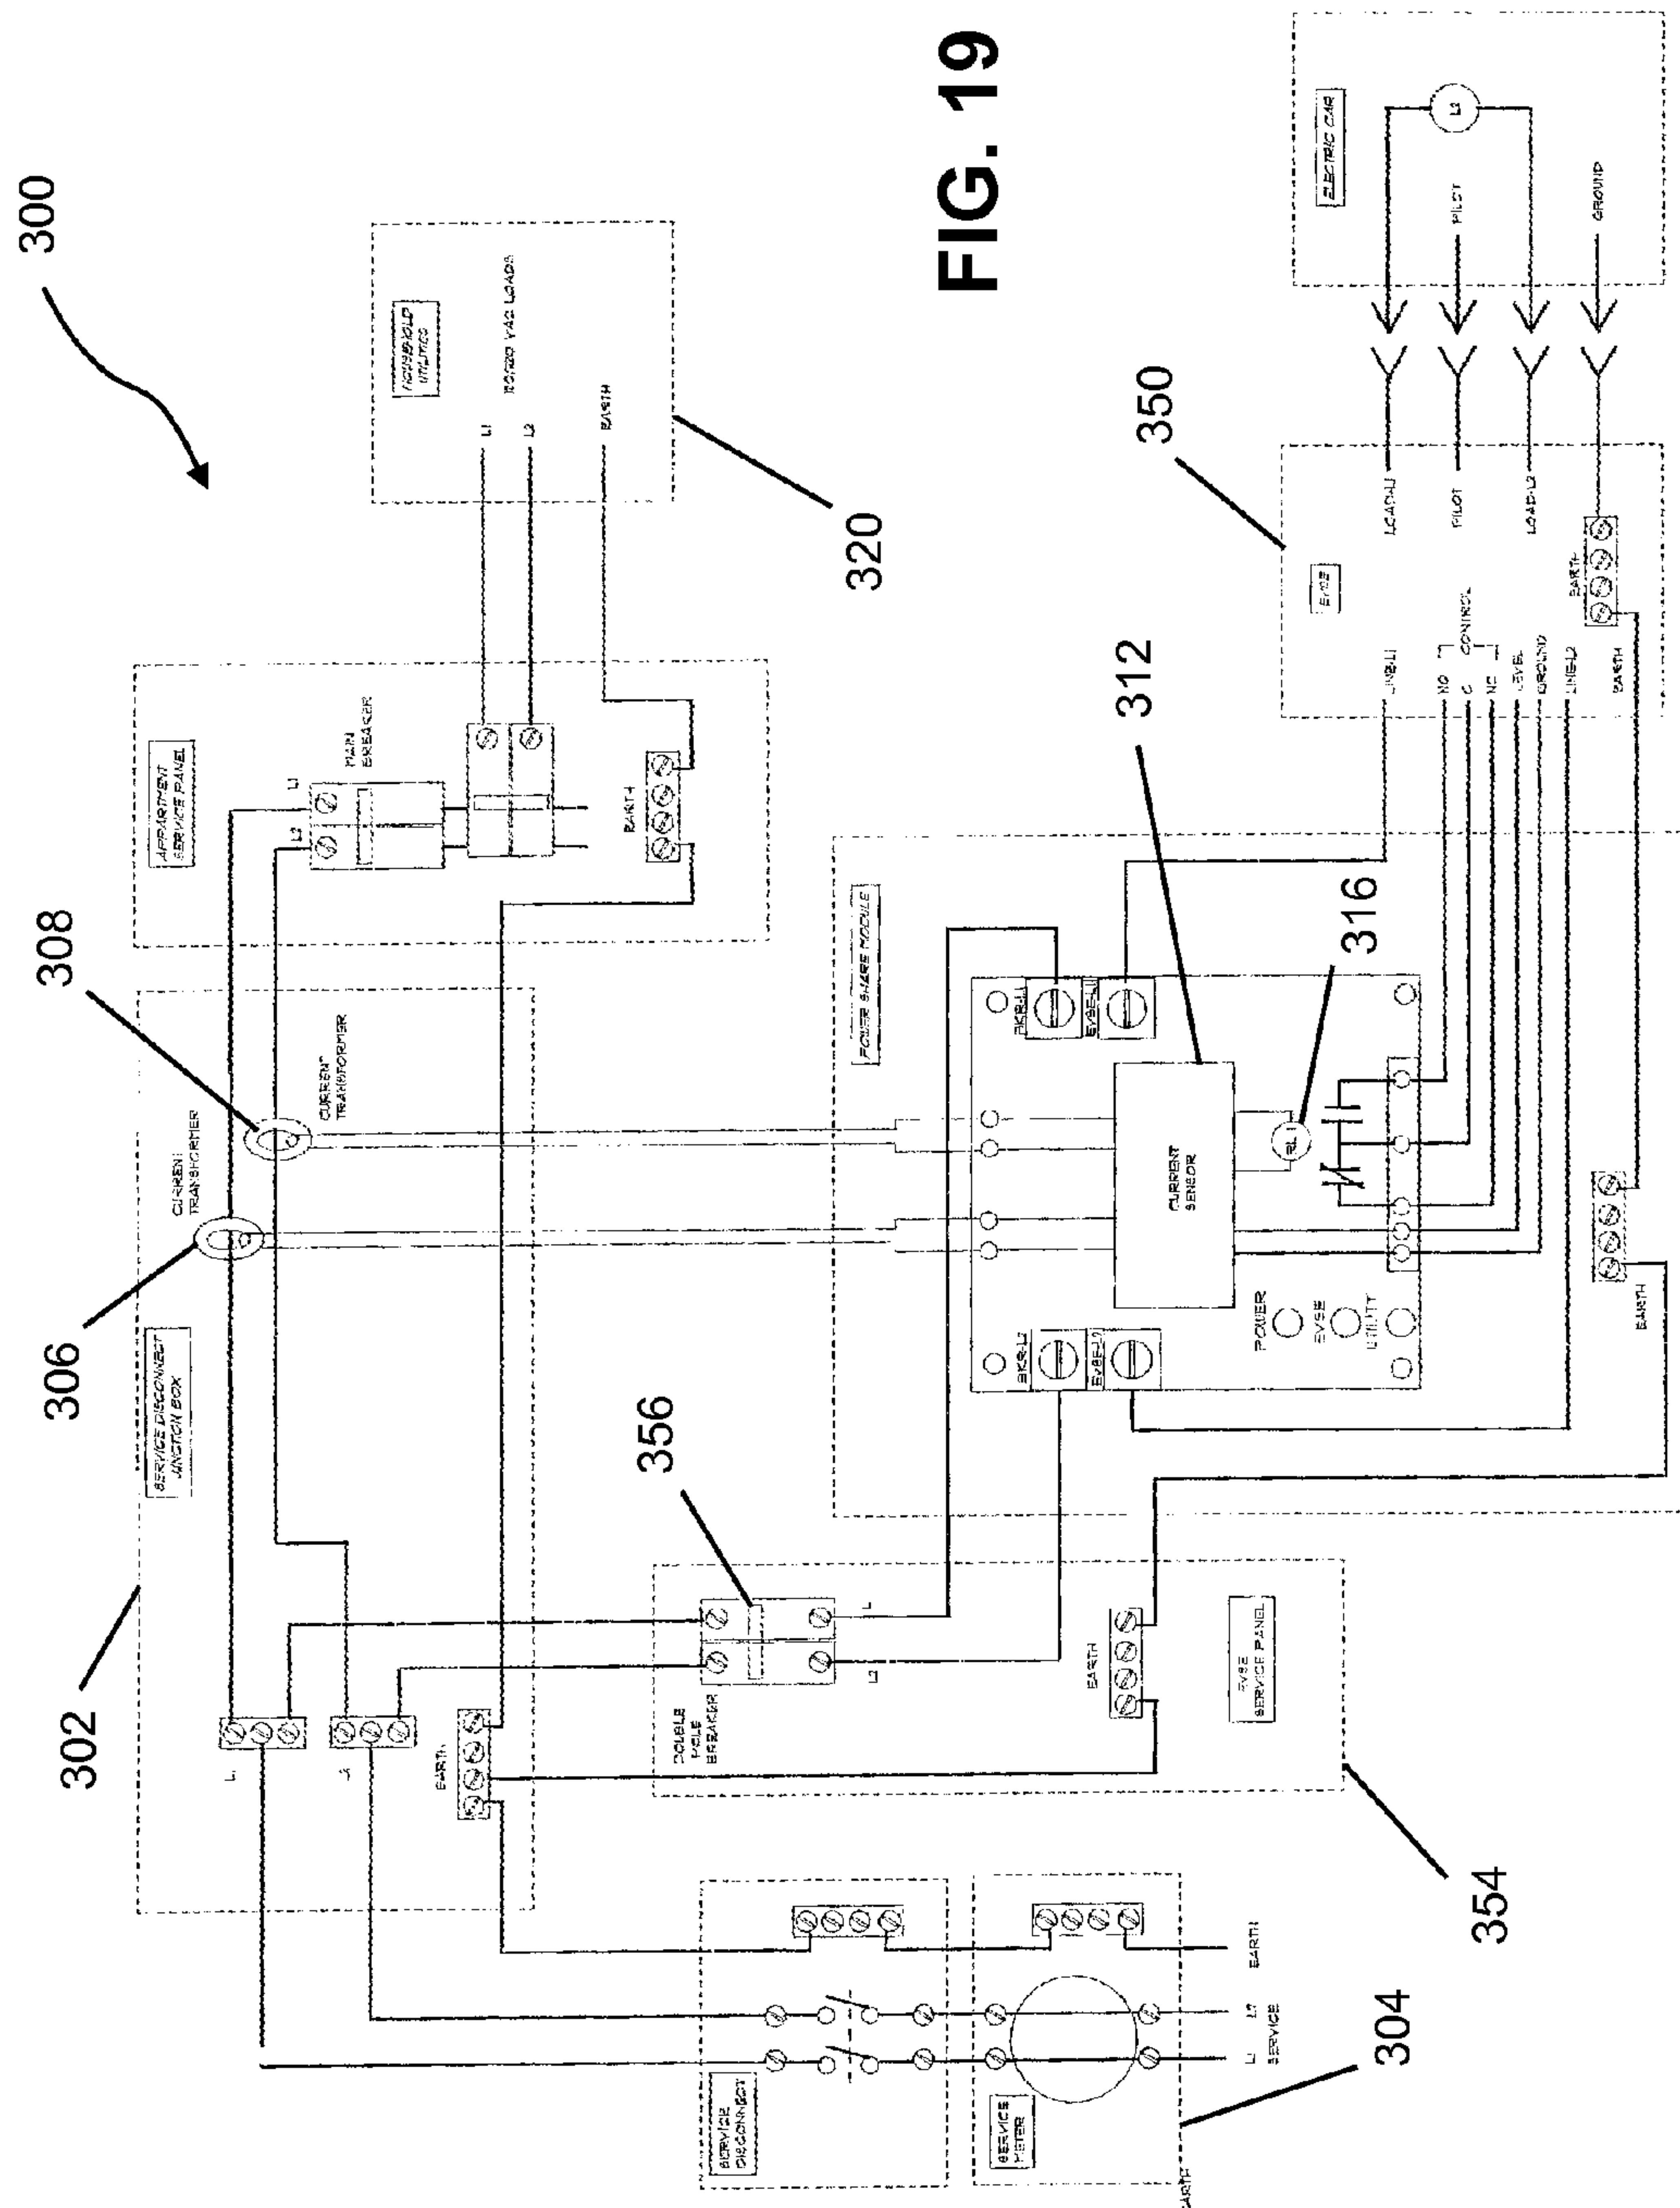 FIG. 19
300
302
306
308
320
SERVICE DISCONNECT
JUNCTION BOX
CURRENT
TRANSFORMER
CURRENT
TRANSFORMER
L1
EARTH
APPARTMENT
SERVICE PANEL
L1
L2
MAIN
BREAKER
EARTH
HOUSEHOLD
UTILITIES
L1
L2
VAC LOADS
EARTH
356
354
DOUBLE
POLE
BREAKER
L2
EARTH
EVSE
SERVICE PANEL
304
SERVICE
DISCONNECT
SERVICE
METER
L1
L2
SERVICE
EARTH
EARTH
312
316
POWER SHARE MODULE
BKR-L1
EVSE-L1
BKR-L2
EVSE-L2
CURRENT
SENSOR
RL1
POWER
EVSE
UTILITY
EARTH
350
EVSE
LINE-L1
NO
C
NC
CONTROL
LEVEL
GROUND
LINE-L2
EARTH
LOAD-L1
PILOT
LOAD-L2
EARTH
ELECTRIC CAR
PILOT
GROUND